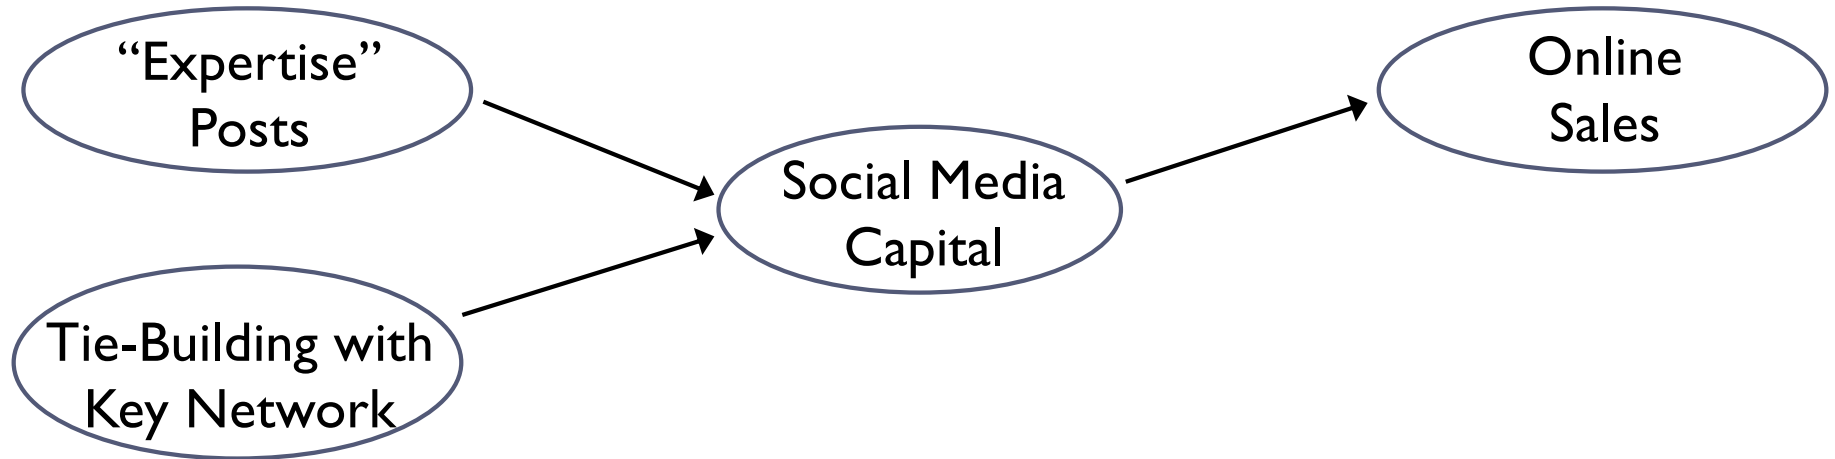 “Expertise”
Posts
Tie-Building with
Key Network
Social Media
Capital
Online
Sales